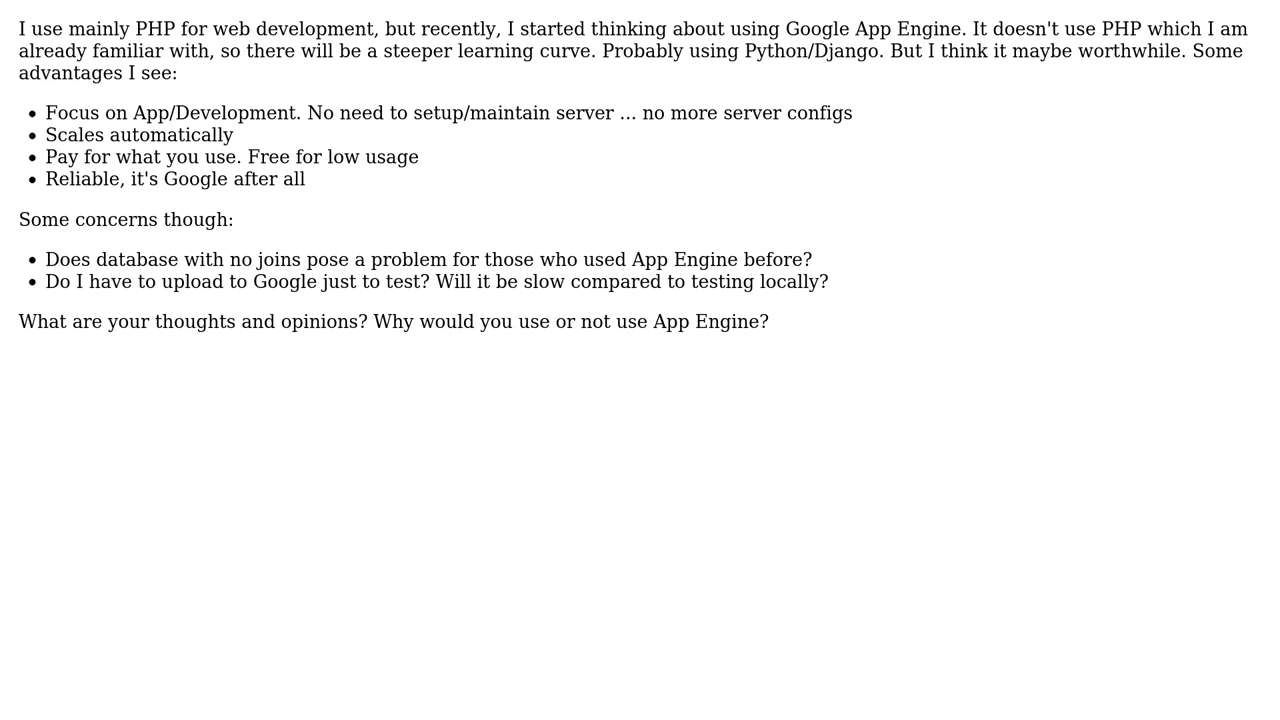 I use mainly PHP for web development, but recently, I started thinking about using Google App Engine. It doesn't use PHP which I am
already familiar with, so there will be a steeper learning curve. Probably using Python/Django. But I think it maybe worthwhile. Some
advantages I see:
• Focus on App/Development. No need to setup/maintain server ... no more server configs
• Scales automatically
• Pay for what you use. Free for low usage
• Reliable, it's Google after all
Some concerns though:
• Does database with no joins pose a problem for those who used App Engine before?
• Do I have to upload to Google just to test? Will it be slow compared to testing locally?
What are your thoughts and opinions? Why would you use or not use App Engine?